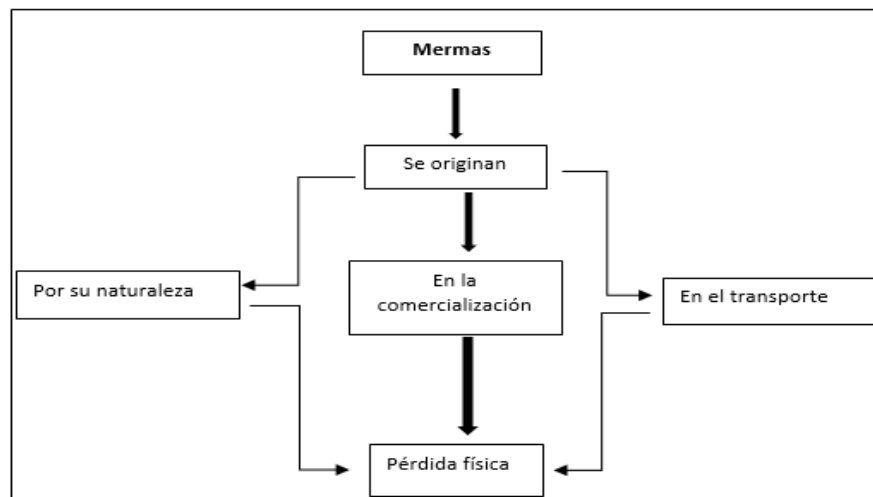 Mermas
Se originan
Por su naturaleza
En la
comercialización
En el transporte
Pérdida física